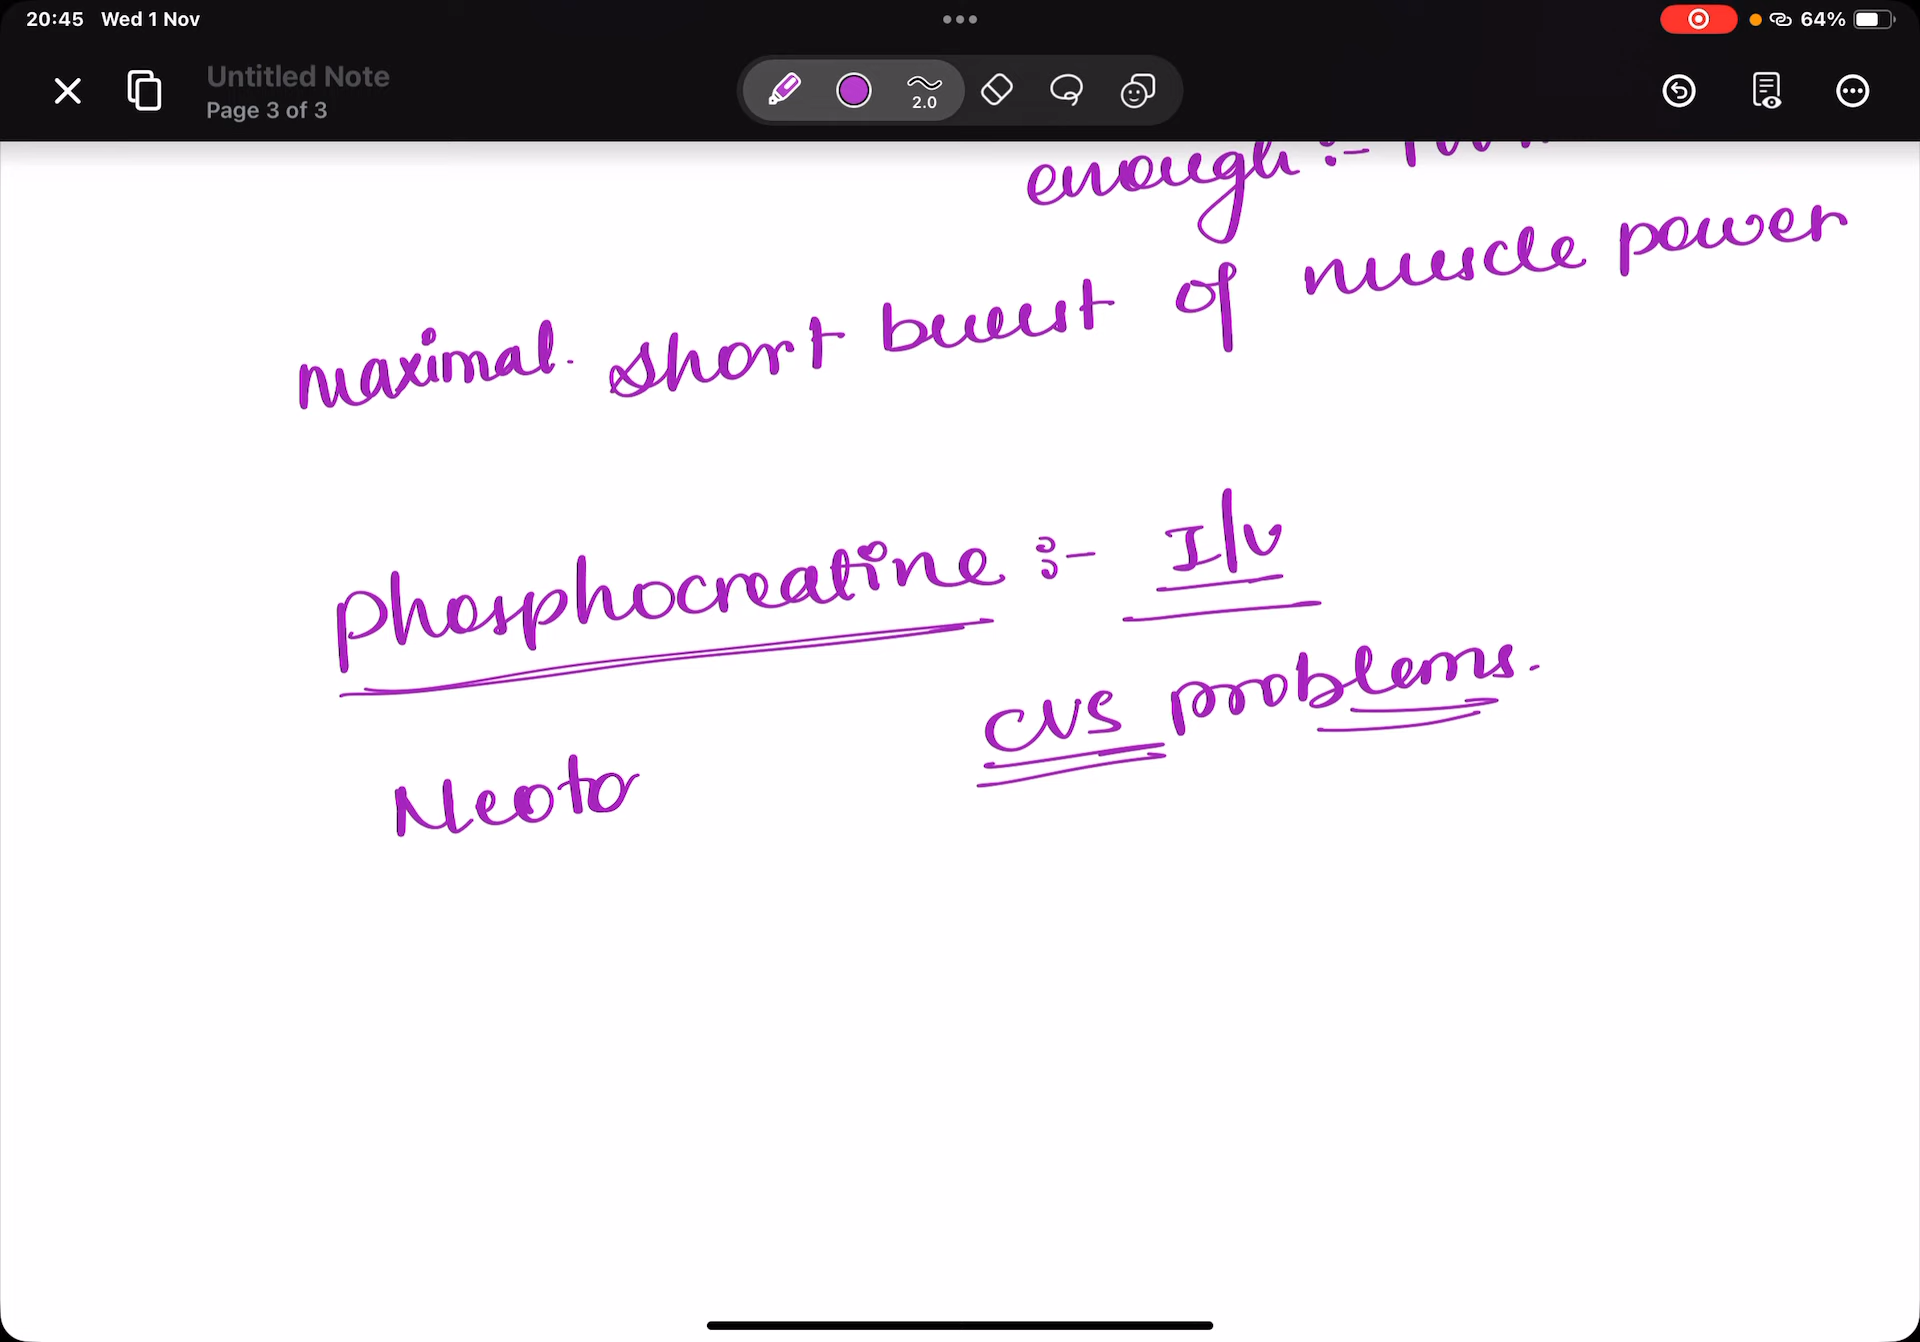 20:45 Wed 1 Nov
64%
Untitled Note
Page 3 of 3
2.0
enough :-
maximal. short burst of muscle power
Phosphocreatine :- I/v
CVS problems.
Neoto